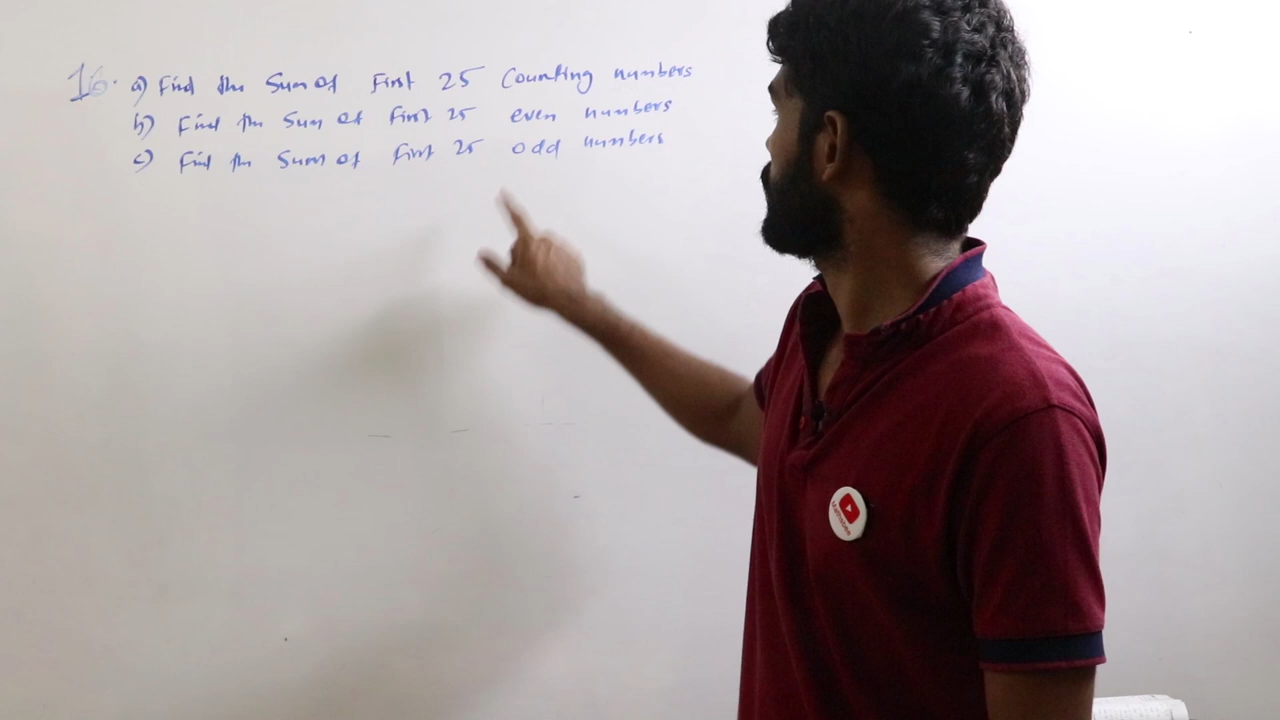 16. a) Find the Sum of First 25 Counting numbers
b) Find the Sum of First 25 even numbers
c) Find the Sum of First 25 odd numbers